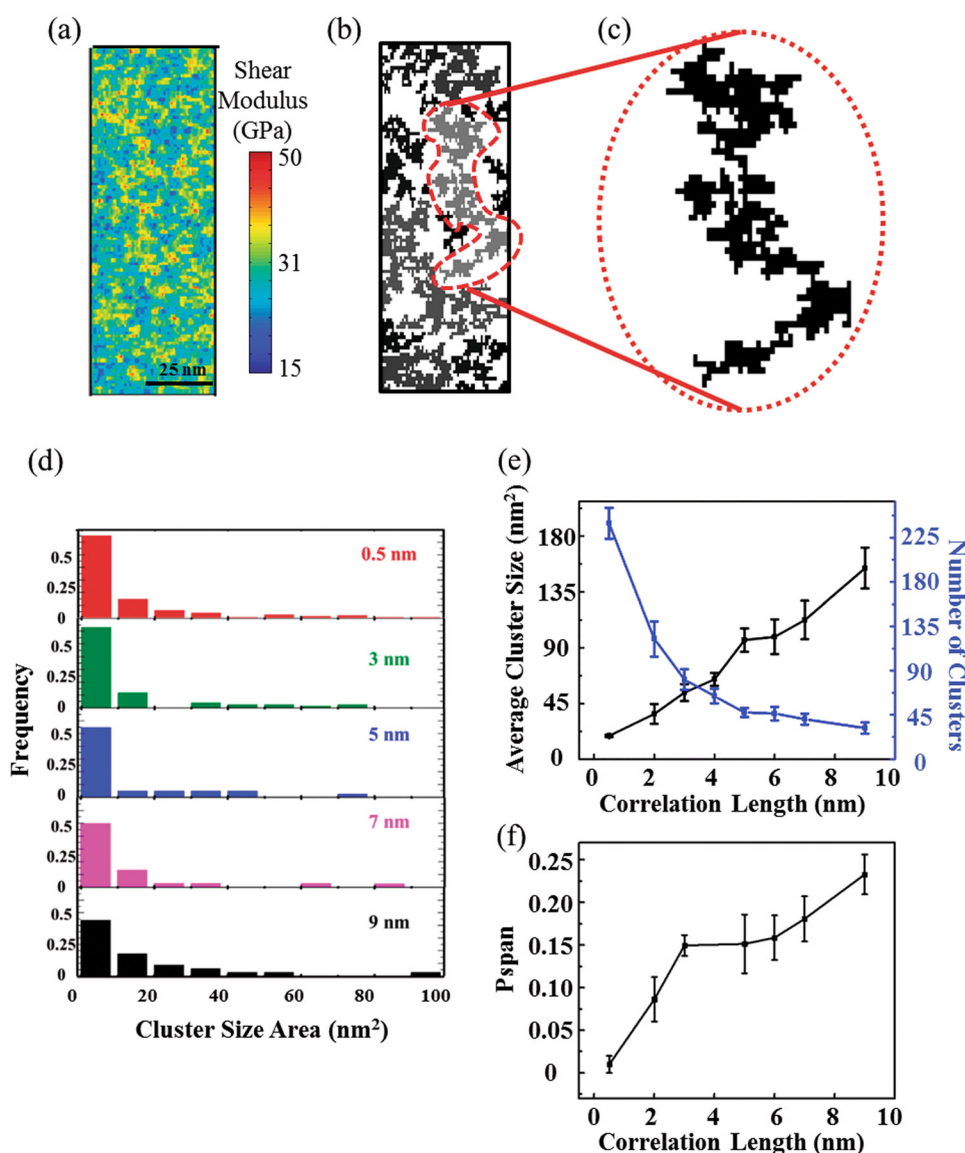 (a)
Shear
Modulus
(GPa)
50
31
15
25 nm
(b)
(c)
(d)
Frequency
0.5
0.25
0
0.5 nm
0.5
0.25
0
3 nm
0.5
0.25
0
5 nm
0.5
0.25
0
7 nm
0.5
0.25
0
9 nm
0 20 40 60 80 100
Cluster Size Area (nm²)
(e)
Average Cluster Size (nm²)
180
135
90
45
0
Number of Clusters
225
180
135
90
45
0
0 2 4 6 8 10
Correlation Length (nm)
(f)
Pspan
0.25
0.20
0.15
0.10
0.05
0
0 2 4 6 8 10
Correlation Length (nm)